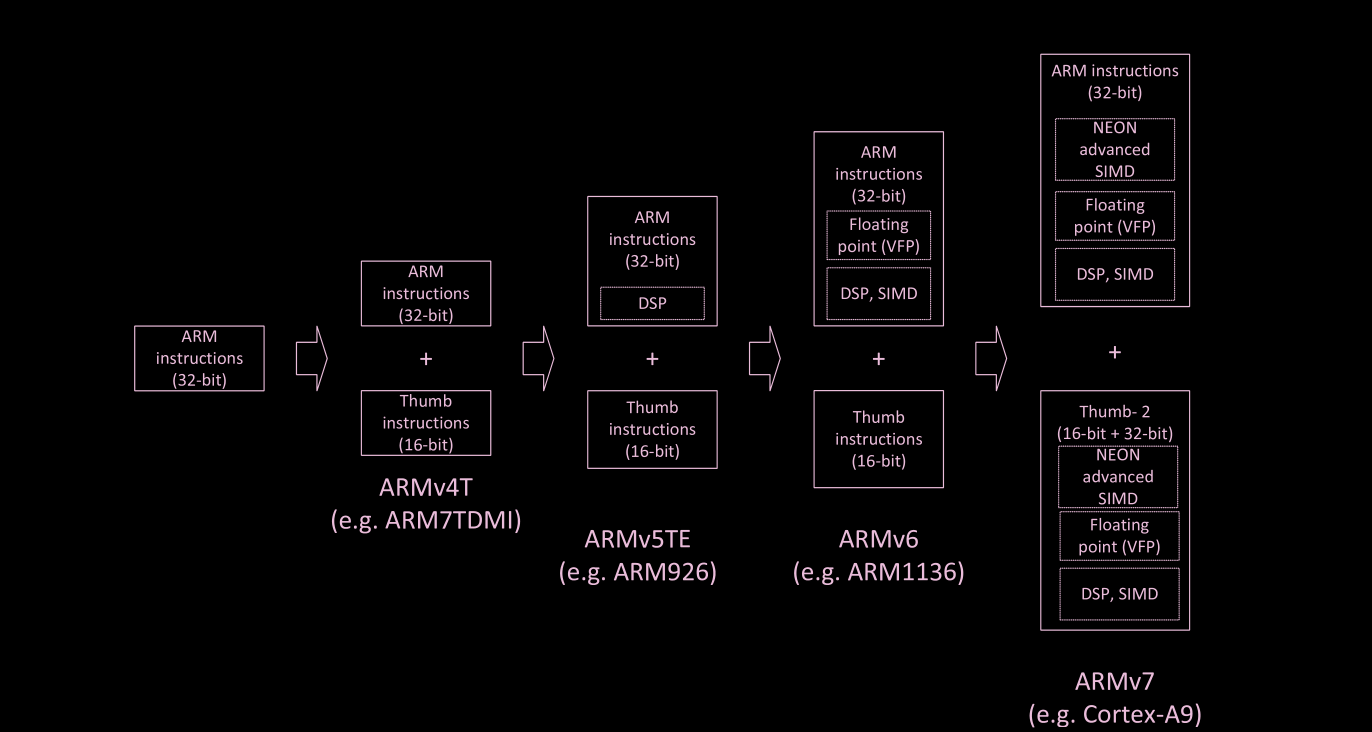 ARM
instructions
(32-bit)
ARM
instructions
(32-bit)
+
Thumb
instructions
(16-bit)
ARMv4T
(e.g. ARM7TDMI)
ARM
instructions
(32-bit)
DSP
+
Thumb
instructions
(16-bit)
ARMv5TE
(e.g. ARM926)
ARM
instructions
(32-bit)
Floating
point (VFP)
DSP, SIMD
+
Thumb
instructions
(16-bit)
ARMv6
(e.g. ARM1136)
ARM instructions
(32-bit)
NEON
advanced
SIMD
Floating
point (VFP)
DSP, SIMD
+
Thumb- 2
(16-bit + 32-bit)
NEON
advanced
SIMD
Floating
point (VFP)
DSP, SIMD
ARMv7
(e.g. Cortex-A9)